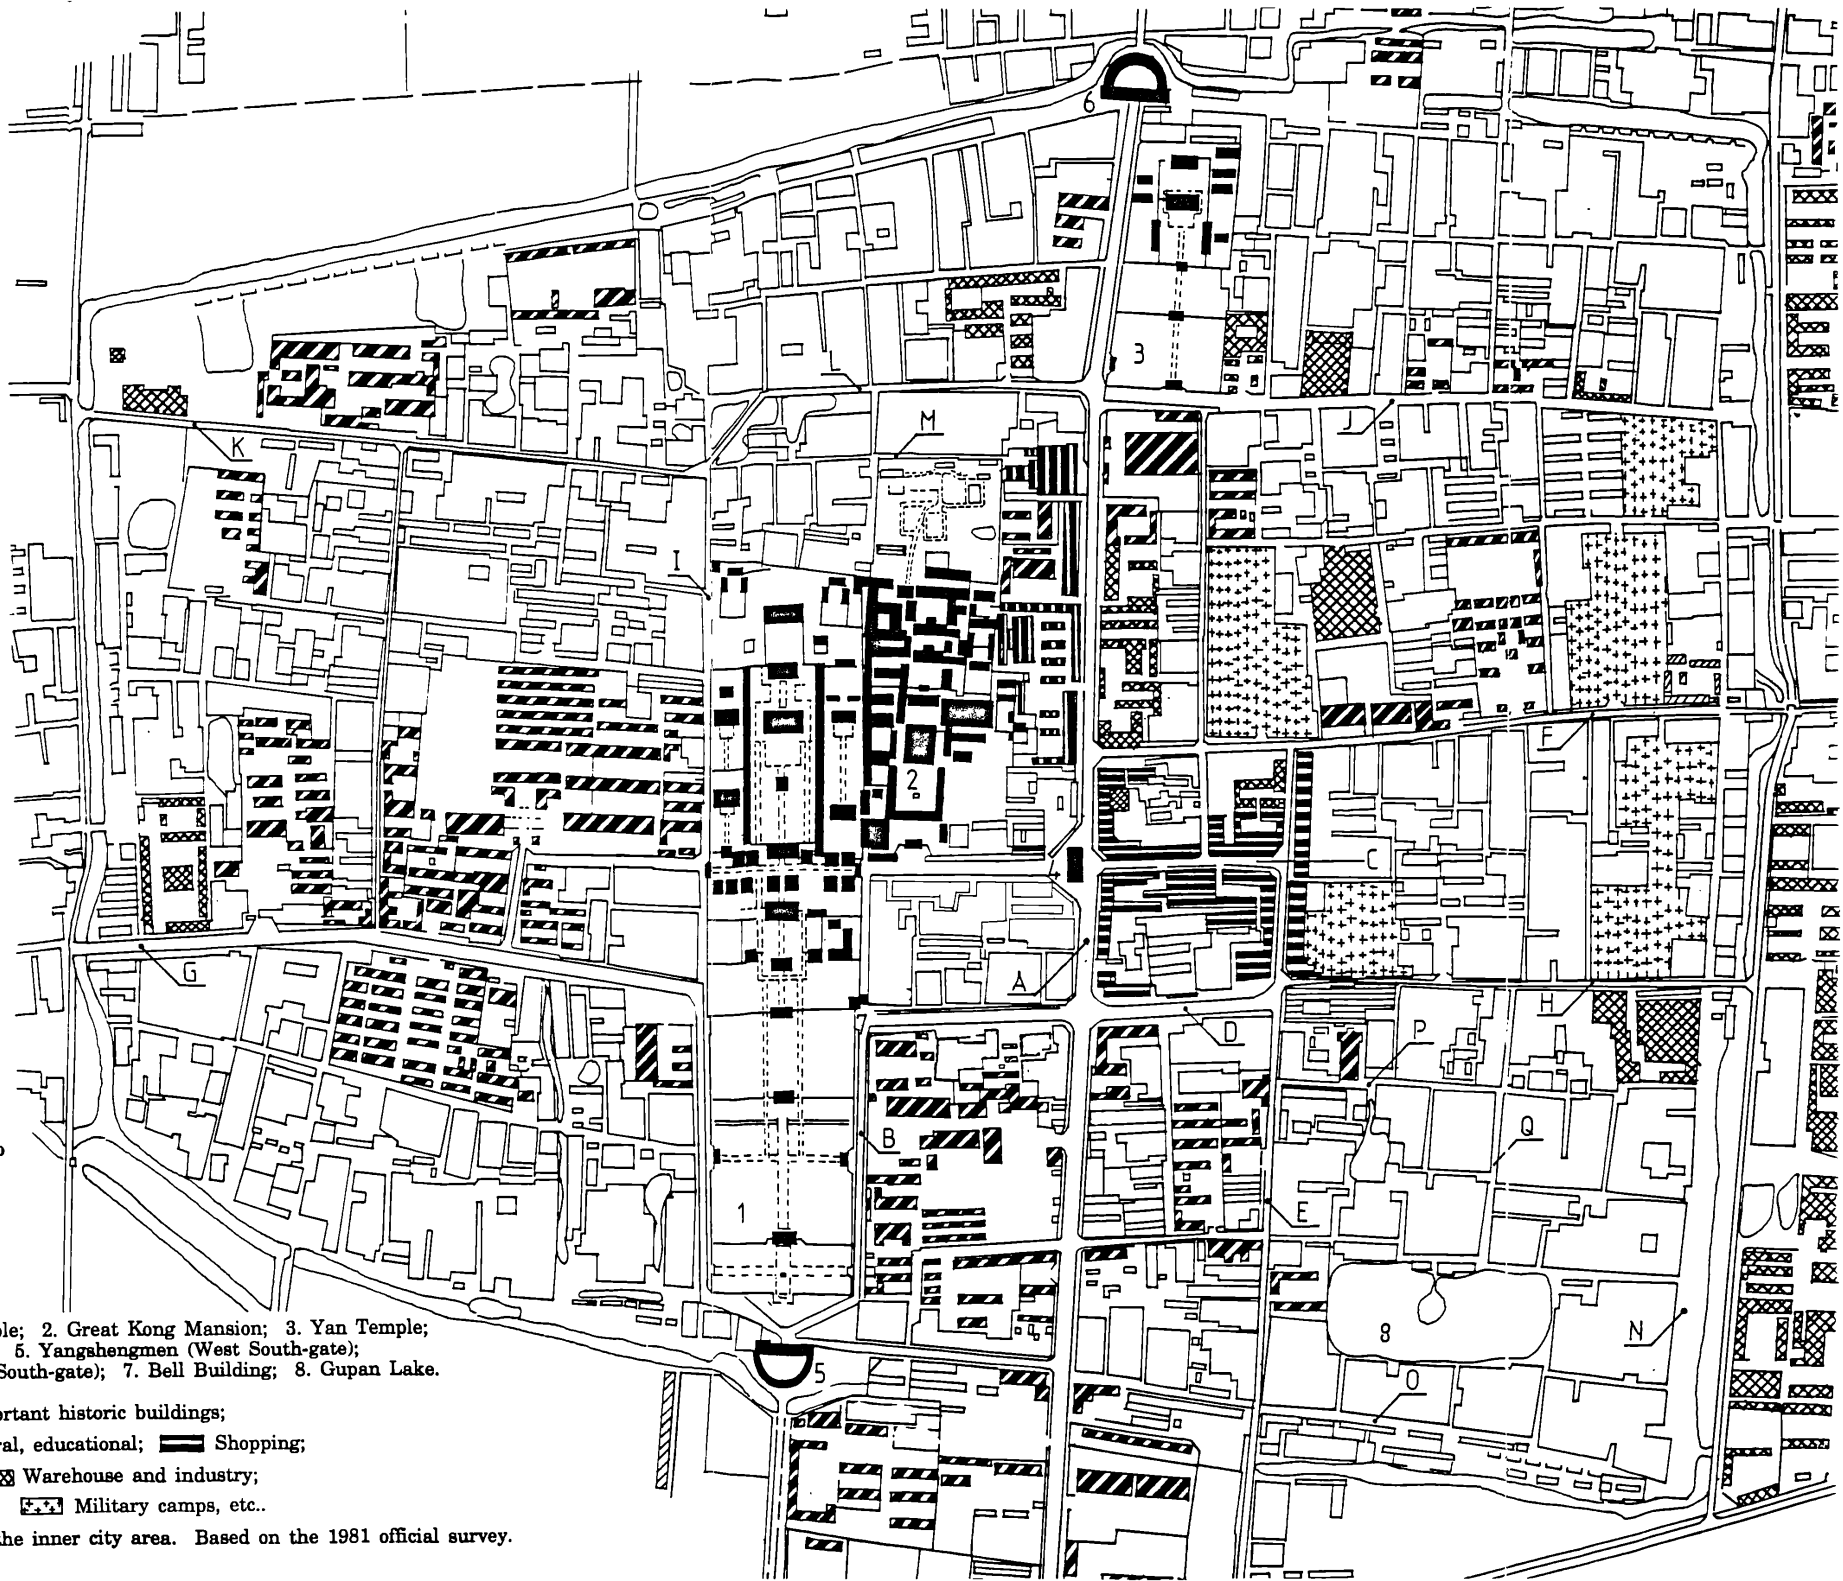 6
3
L
M
J
K
I
F
2
C
4
G
A
H
D
P
B
Q
1
E
N
8
5
O
ple; 2. Great Kong Mansion; 3. Yan Temple;
5. Yangshengmen (West South-gate);
South-gate); 7. Bell Building; 8. Gupan Lake.
ortant historic buildings;
ral, educational; Shopping;
Warehouse and industry;
Military camps, etc..
the inner city area. Based on the 1981 official survey.